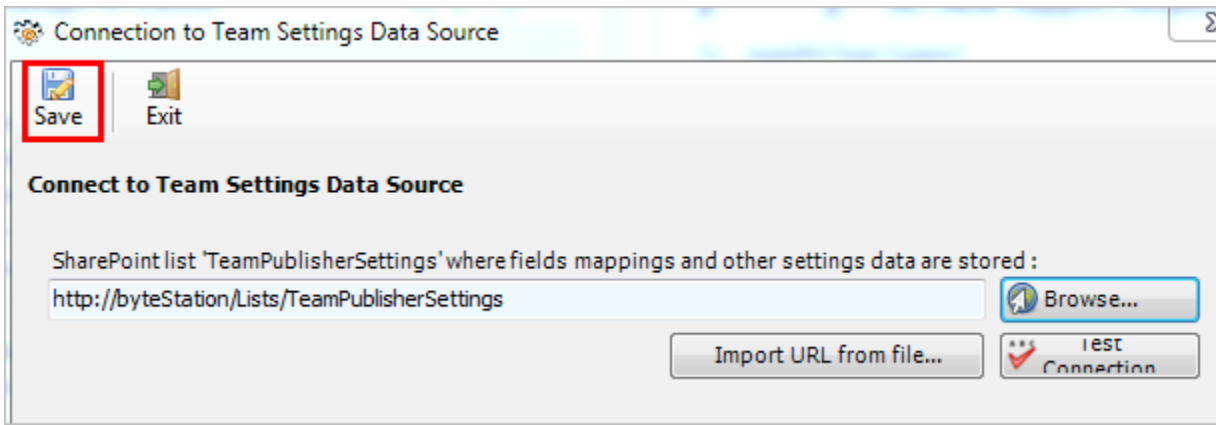 Connection to Team Settings Data Source
Save
Exit
Connect to Team Settings Data Source
SharePoint list 'TeamPublisherSettings' where fields mappings and other settings data are stored :
http://byteStation/Lists/TeamPublisherSettings
Browse...
Import URL from file...
Test
Connection